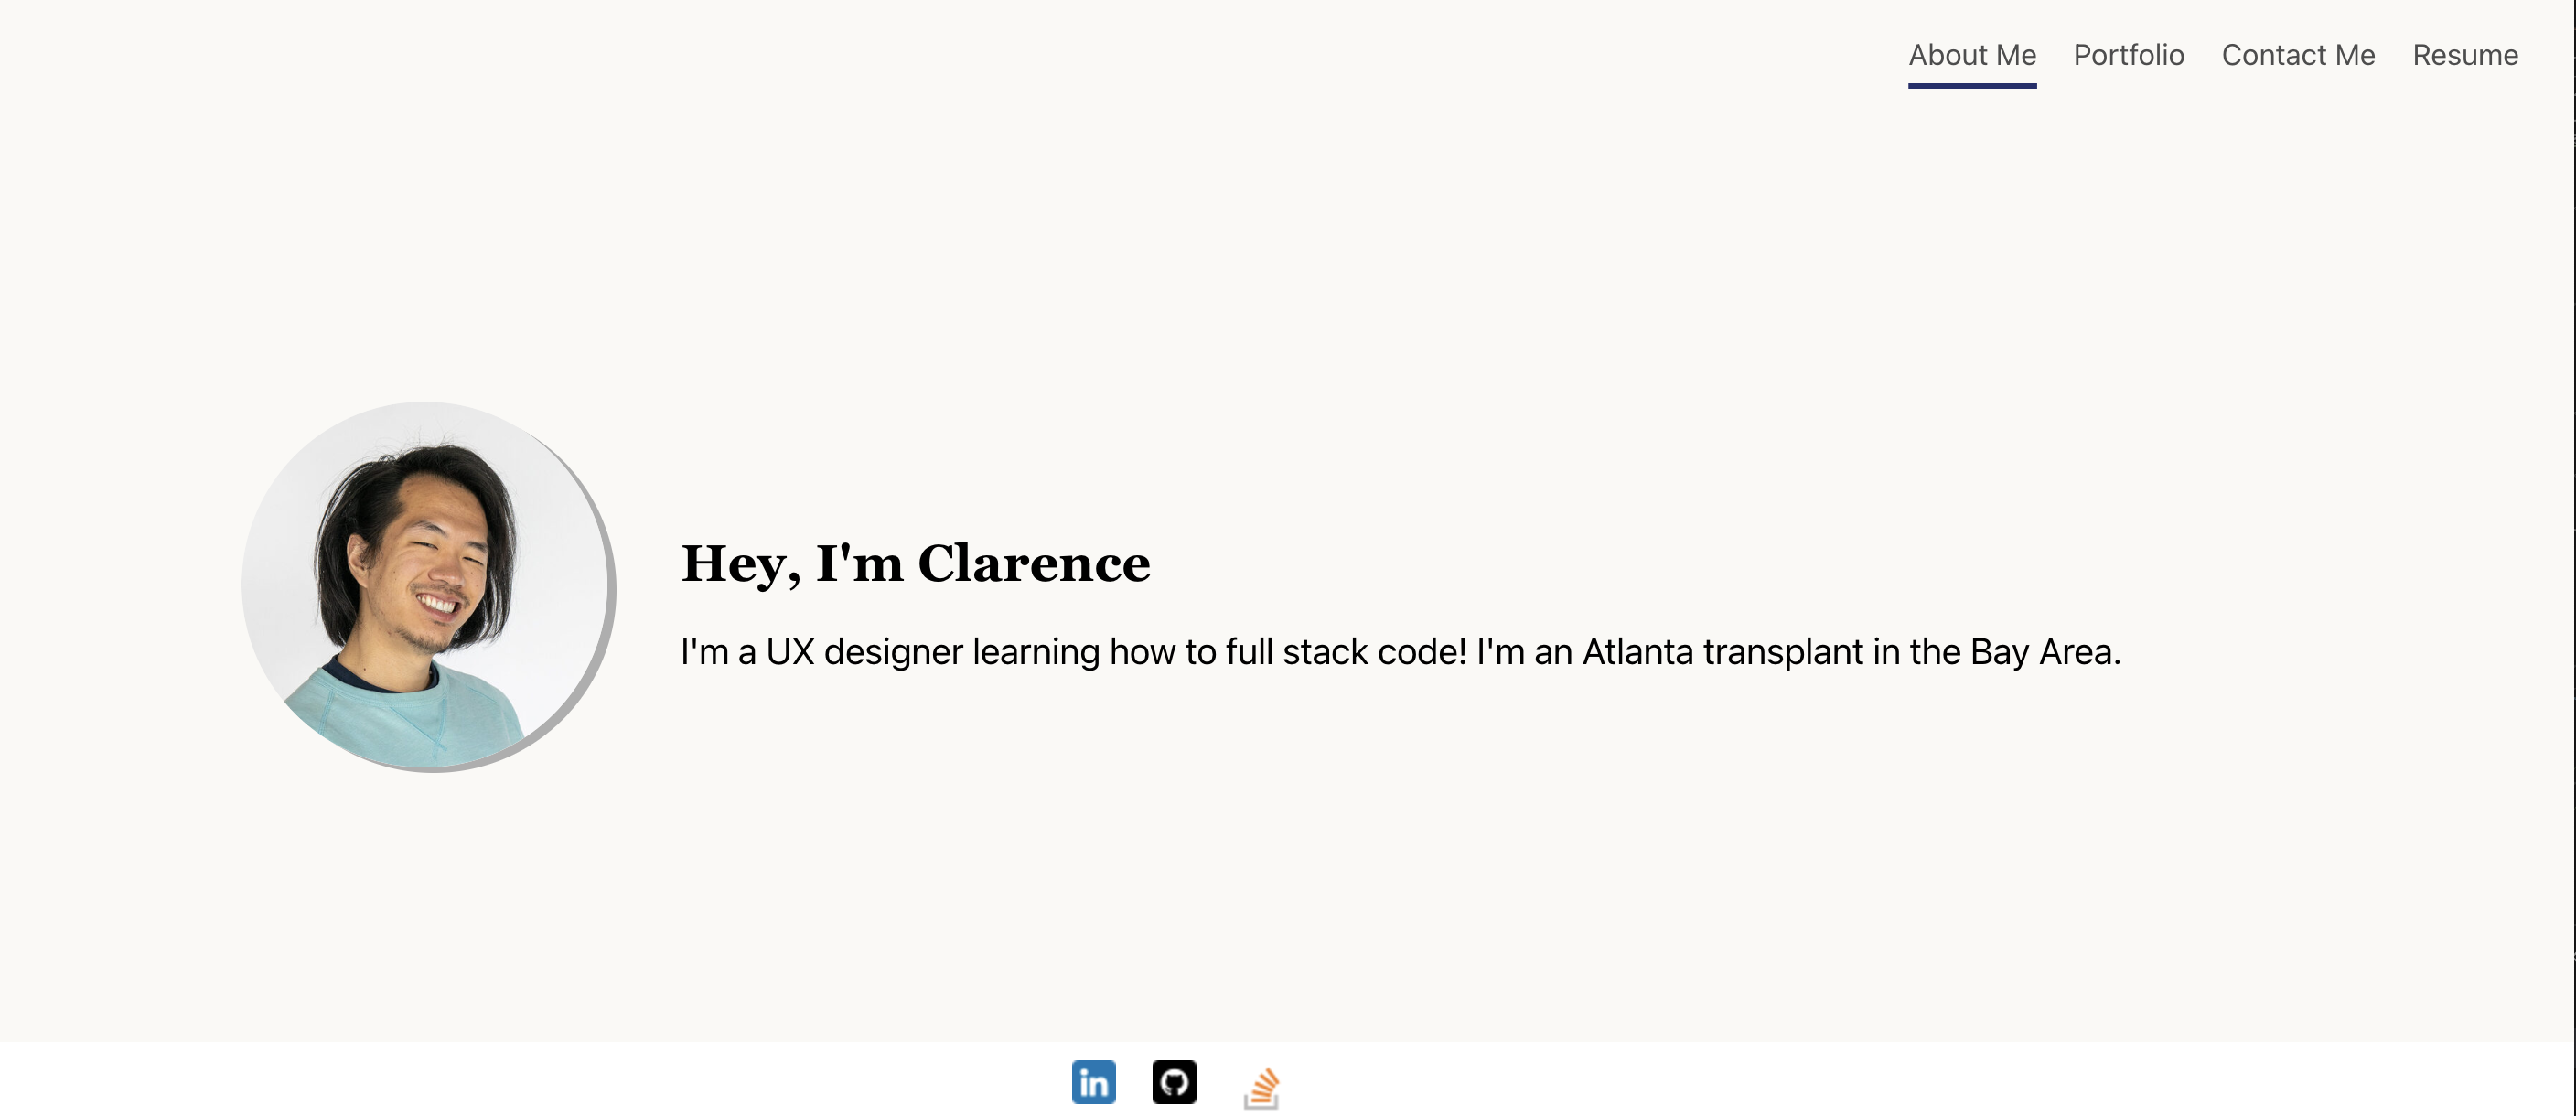 About Me Portfolio Contact Me Resume
Hey, I'm Clarence
I'm a UX designer learning how to full stack code! I'm an Atlanta transplant in the Bay Area.
in